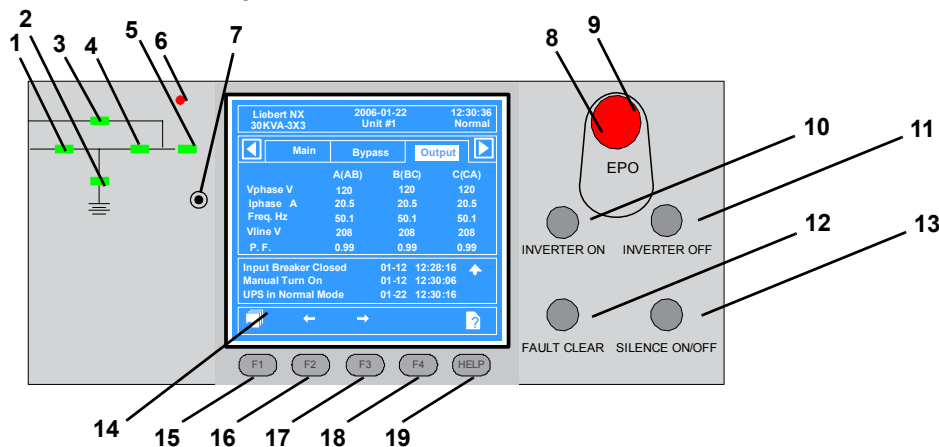 2
1
3
4
5
6
7
8
9
10
11
12
13
Liebert NX 2006-01-22 12:30:36
30KVA-3X3 Unit #1 Normal
Main Bypass Output
A(AB) B(BC) C(CA)
Vphase V 120 120 120
Iphase A 20.5 20.5 20.5
Freq. Hz 50.1 50.1 50.1
Vline V 208 208 208
P. F. 0.99 0.99 0.99
Input Breaker Closed 01-12 12:28:16
Manual Turn On 01-12 12:30:06
UPS in Normal Mode 01-22 12:30:16
?
EPO
INVERTER ON INVERTER OFF
FAULT CLEAR SILENCE ON/OFF
F1 F2 F3 F4 HELP
14 15 16 17 18 19